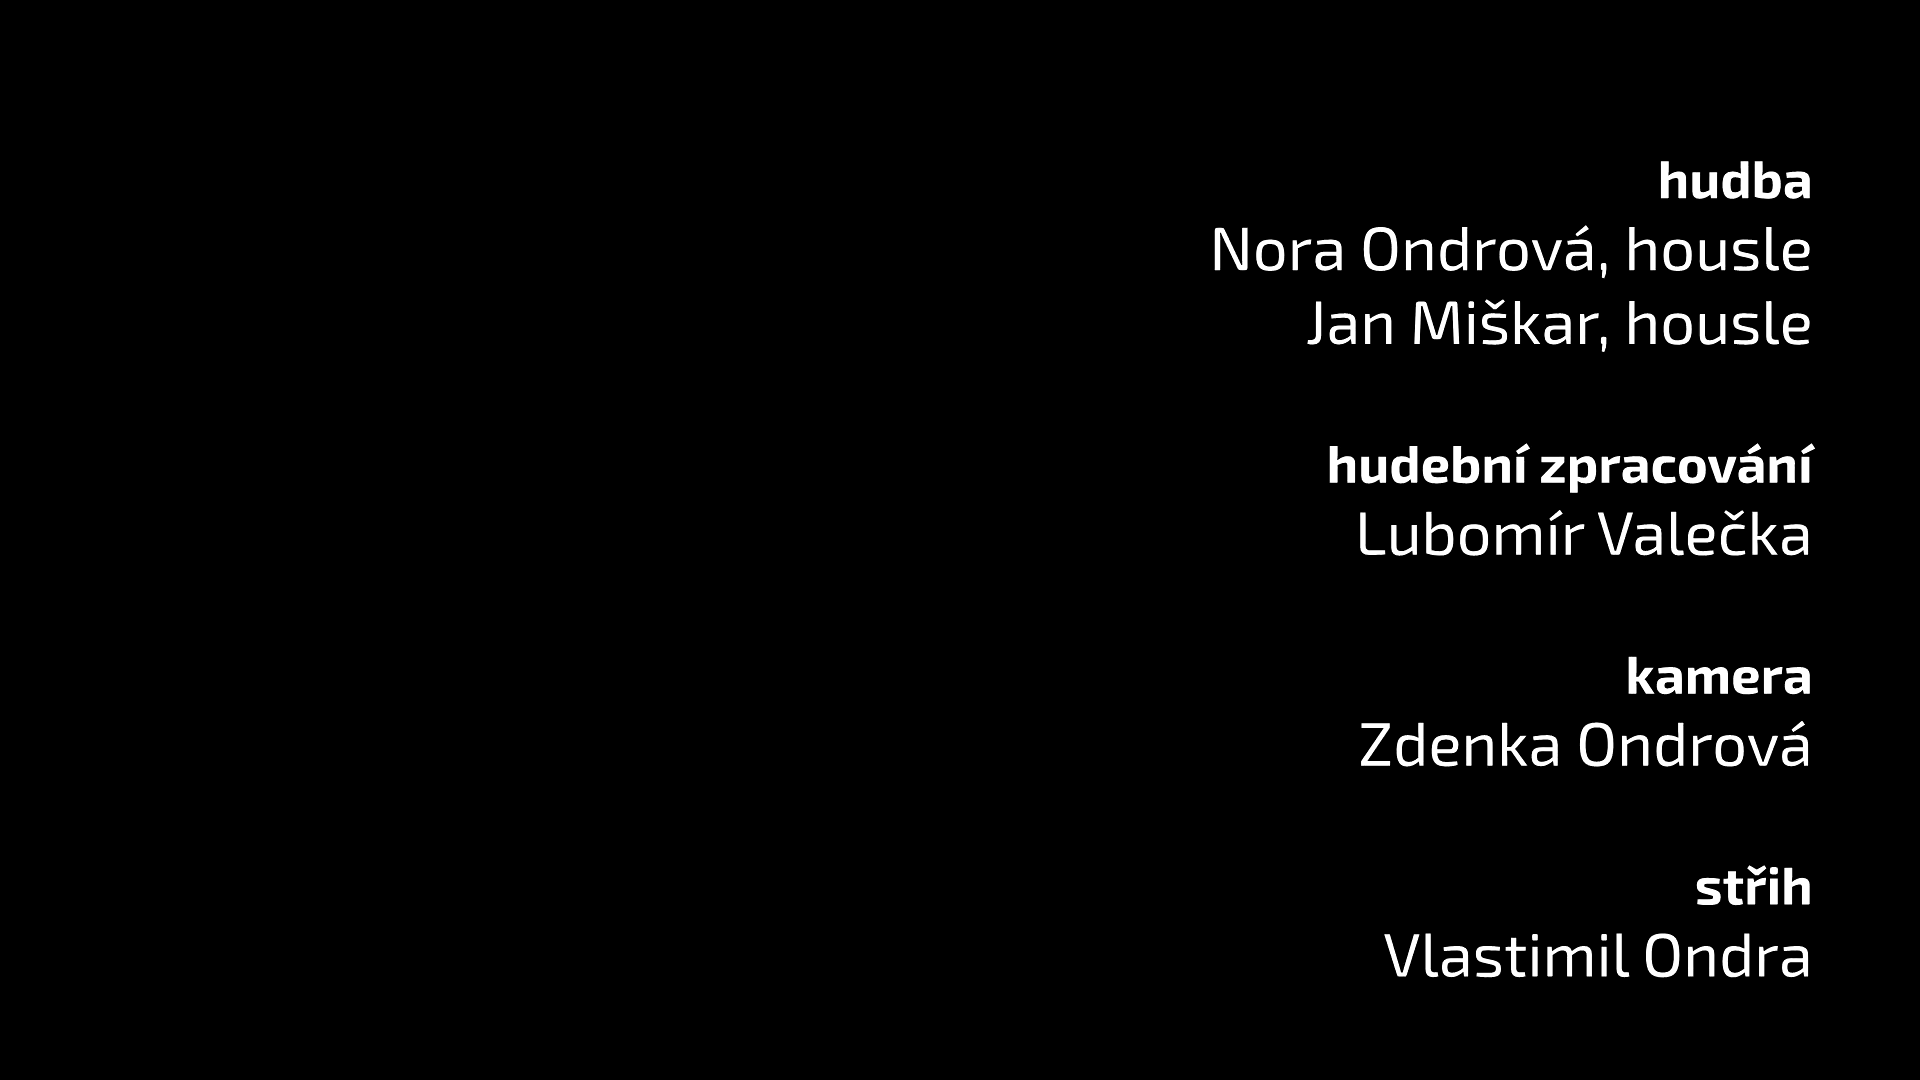 hudba
Nora Ondrová, housle
Jan Miškar, housle
hudební zpracování
Lubomír Valečka
kamera
Zdenka Ondrová
střih
Vlastimil Ondra